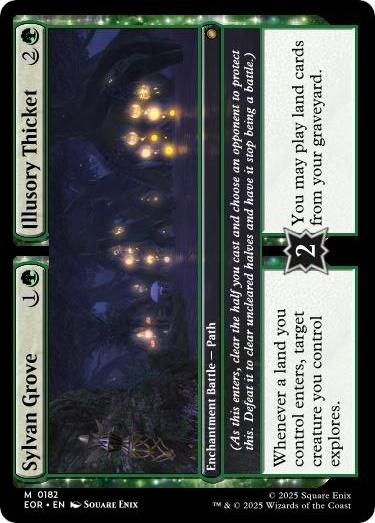 Sylvan Grove 1
Illusory Thicket 2
Enchantment Battle — Path
(As this enters, clear the half you cast and choose an opponent to protect
this. Defeat it to clear uncleared halves and have it stop being a battle.)
Whenever a land you
control enters, target
creature you control
explores.
2
You may play land cards
from your graveyard.
M 0182
EOR • EN SQUARE ENIX
© 2025 Square Enix
™ & © 2025 Wizards of the Coast